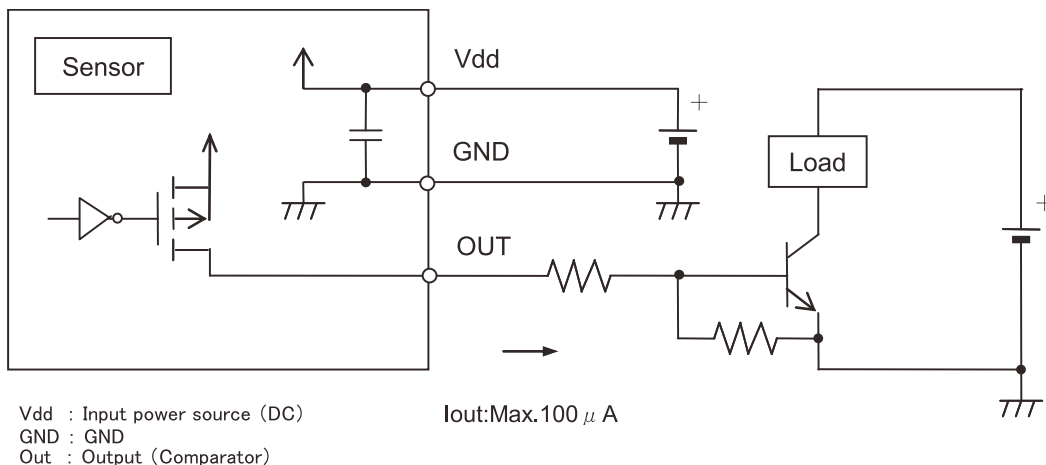 Sensor
Vdd
GND
OUT
Load
+
+
Iout:Max.100 μ A
Vdd : Input power source (DC)
GND : GND
Out : Output (Comparator)